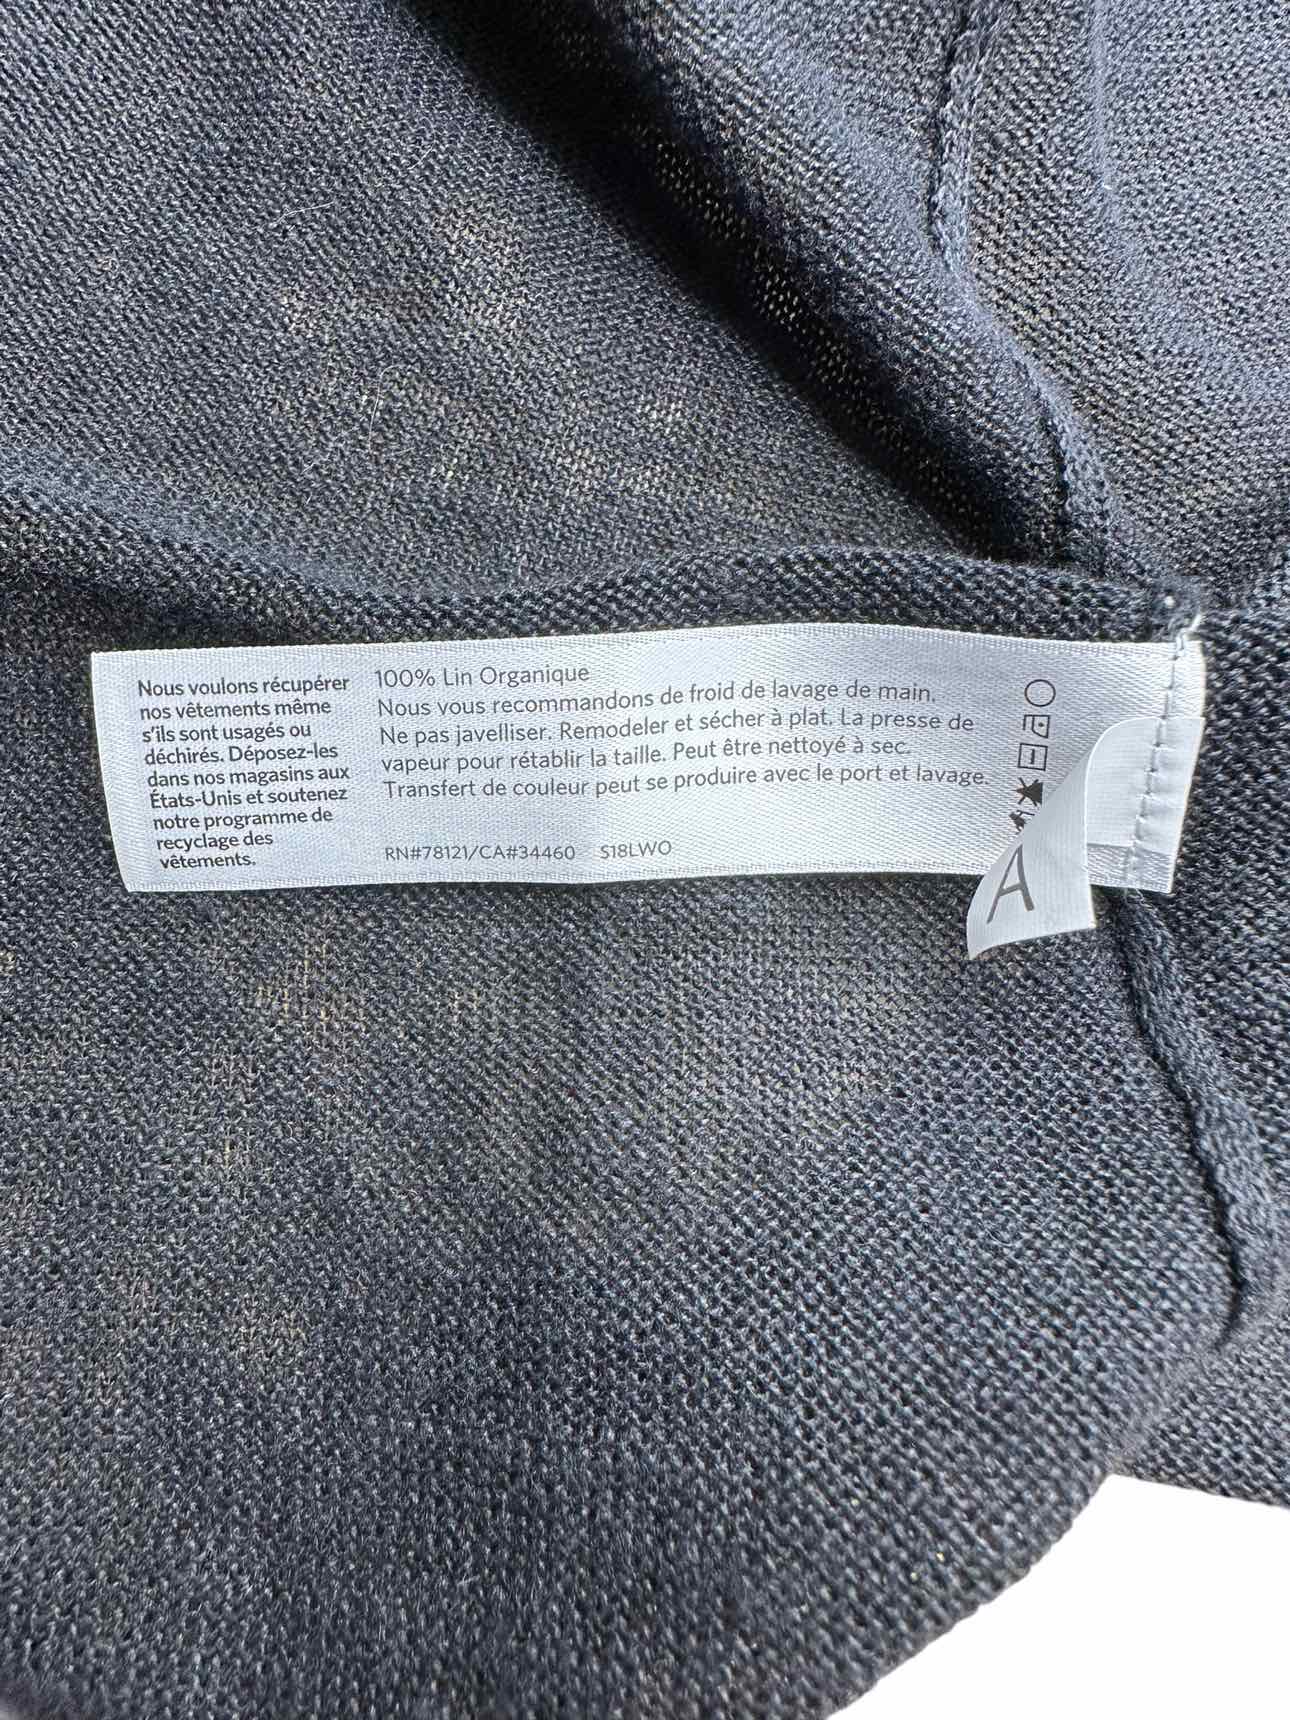 Nous voulons récupérer
nos vêtements même
s'ils sont usagés ou
déchirés. Déposez-les
dans nos magasins aux
États-Unis et soutenez
notre programme de
recyclage des
vêtements.
100% Lin Organique
Nous vous recommandons de froid de lavage de main.
Ne pas javelliser. Remodeler et sécher à plat. La presse de
vapeur pour rétablir la taille. Peut être nettoyé à sec.
Transfert de couleur peut se produire avec le port et lavage.
RN#78121/CA#34460 S18LWO
A